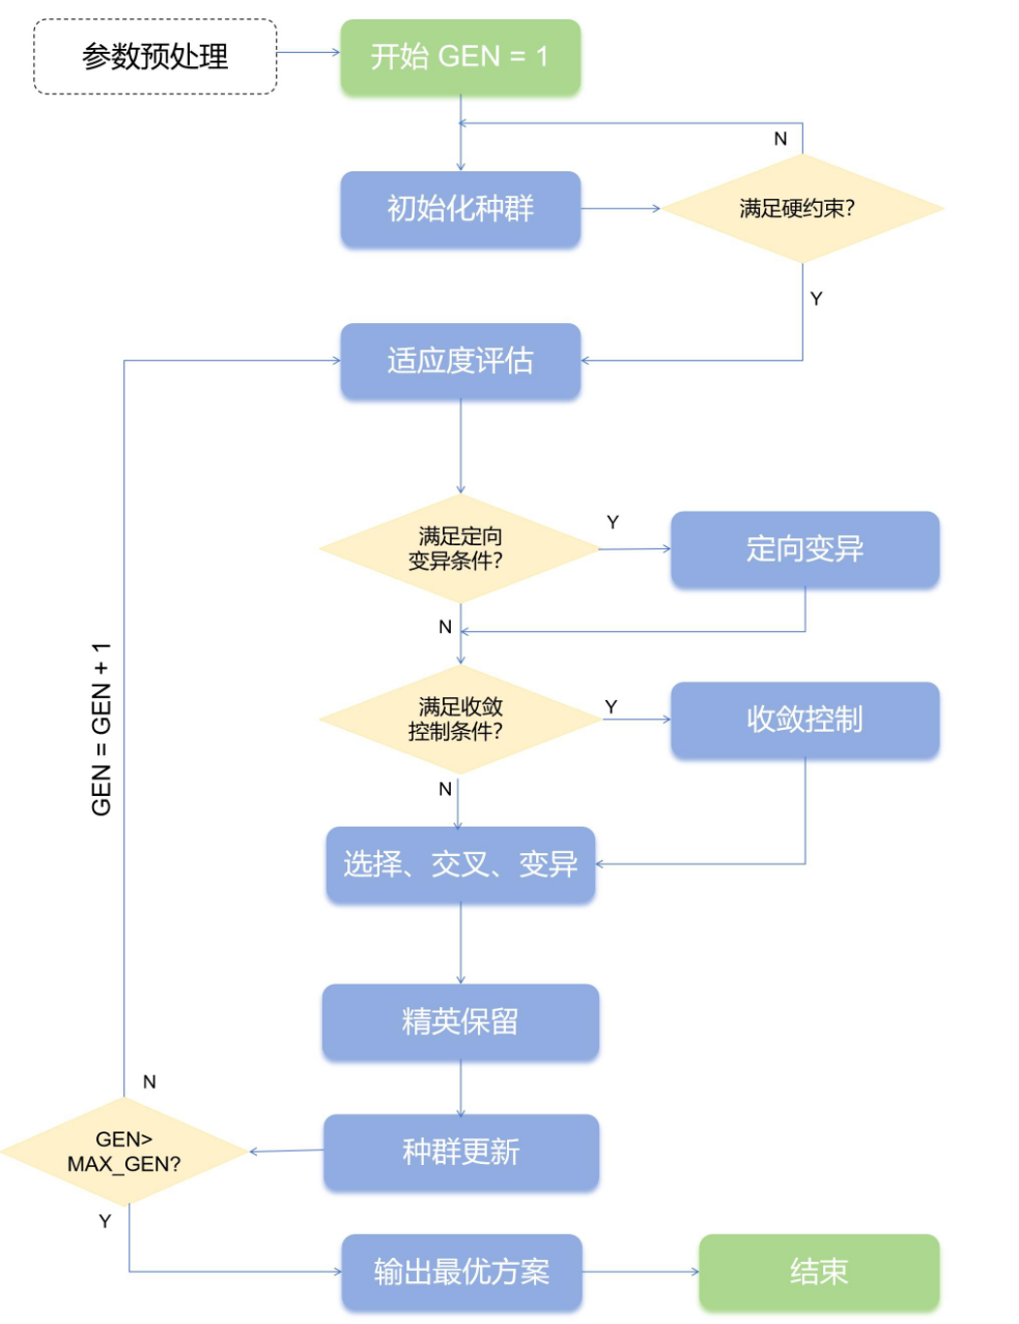 参数预处理
开始 GEN = 1
N
初始化种群
满足硬约束?
Y
适应度评估
满足定向
变异条件?
Y
定向变异
N
满足收敛
控制条件?
Y
收敛控制
GEN = GEN + 1
N
选择、交叉、变异
精英保留
N
GEN>
MAX_GEN?
种群更新
Y
输出最优方案
结束